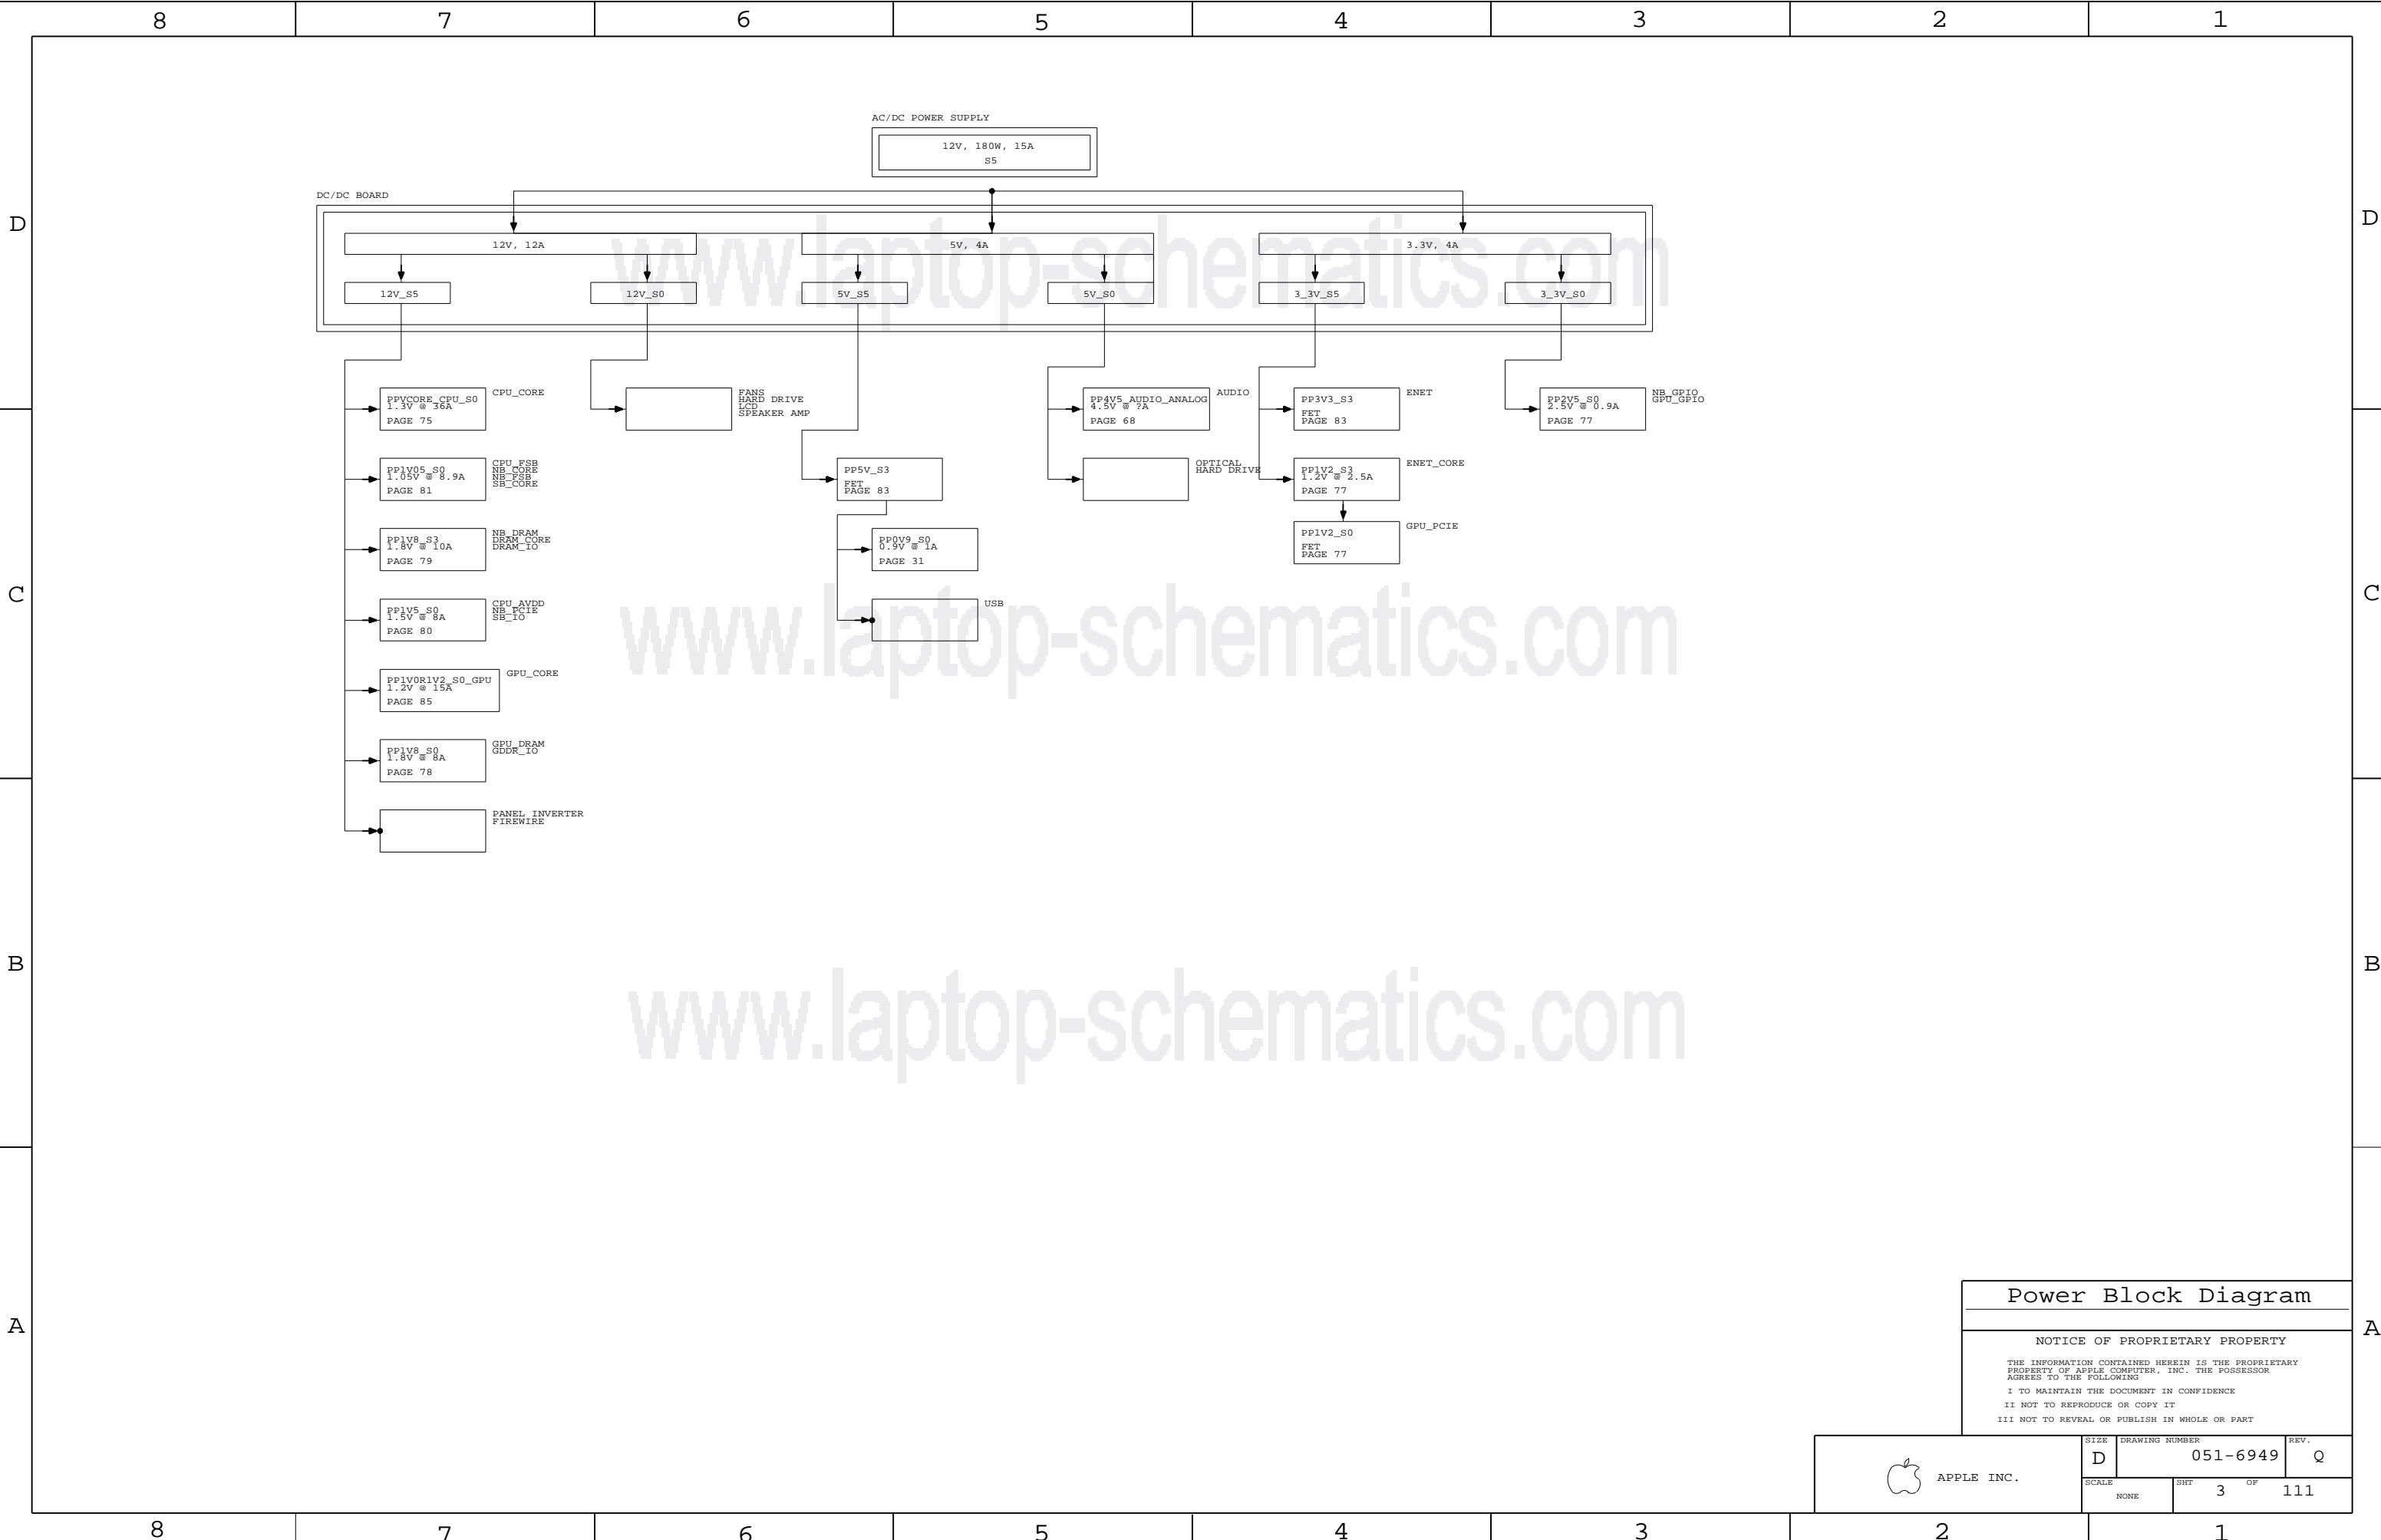 8 7 6 5 4 3 2 1
AC/DC POWER SUPPLY
12V, 180W, 15A
S5
DC/DC BOARD
12V, 12A
5V, 4A
3.3V, 4A
12V_S5
12V_S0
5V_S5
5V_S0
3_3V_S5
3_3V_S0
D
D
www.laptop-schematics.com
PPVCORE_CPU_S0
1.3V @ 36A
PAGE 75
CPU_CORE
FANS
HARD DRIVE
LCD
SPEAKER AMP
PP4V5_AUDIO_ANALOG
4.5V @ ?A
PAGE 68
AUDIO
PP3V3_S3
FET
PAGE 83
ENET
PP2V5_S0
2.5V @ 0.9A
PAGE 77
NB_GPIO
GPU_GPIO
PP1V05_S0
1.05V @ 8.9A
PAGE 81
CPU_FSB
NB_CORE
NB_FSB
SB_CORE
PP5V_S3
FET
PAGE 83
OPTICAL
HARD DRIVE
PP1V2_S3
1.2V @ 2.5A
PAGE 77
ENET_CORE
PP1V8_S3
1.8V @ 10A
PAGE 79
NB_DRAM
DRAM_CORE
DRAM_IO
PP0V9_S0
0.9V @ 1A
PAGE 31
PP1V2_S0
FET
PAGE 77
GPU_PCIE
C
C
PP1V5_S0
1.5V @ 8A
PAGE 80
CPU_AVDD
NB_PCIE
SB_IO
USB
www.laptop-schematics.com
PP1V0R1V2_S0_GPU
1.2V @ 15A
PAGE 85
GPU_CORE
PP1V8_S0
1.8V @ 8A
PAGE 78
GPU_DRAM
GDDR_IO
PANEL INVERTER
FIREWIRE
B
B
www.laptop-schematics.com
A
A
Power Block Diagram
NOTICE OF PROPRIETARY PROPERTY
THE INFORMATION CONTAINED HEREIN IS THE PROPRIETARY
PROPERTY OF APPLE COMPUTER, INC. THE POSSESSOR
AGREES TO THE FOLLOWING
I TO MAINTAIN THE DOCUMENT IN CONFIDENCE
II NOT TO REPRODUCE OR COPY IT
III NOT TO REVEAL OR PUBLISH IN WHOLE OR PART
APPLE INC.
SIZE
D
DRAWING NUMBER
051-6949
REV.
Q
SCALE
NONE
SHT
3
OF
111
8 7 6 5 4 3 2 1